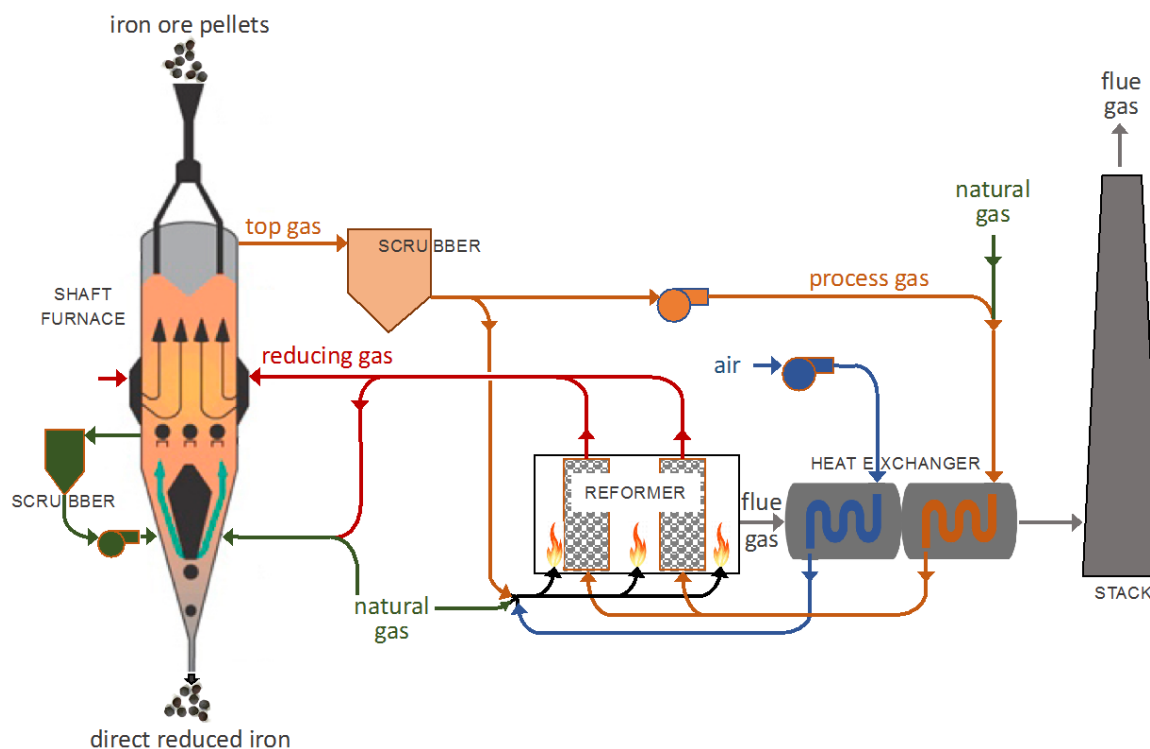 iron ore pellets
flue
gas
natural
gas
top gas
SCRUBBER
process gas
SHAFT
FURNACE
reducing gas
air
HEAT EXCHANGER
REFORMER
SCRUBBER
flue
gas
natural
gas
STACK
direct reduced iron